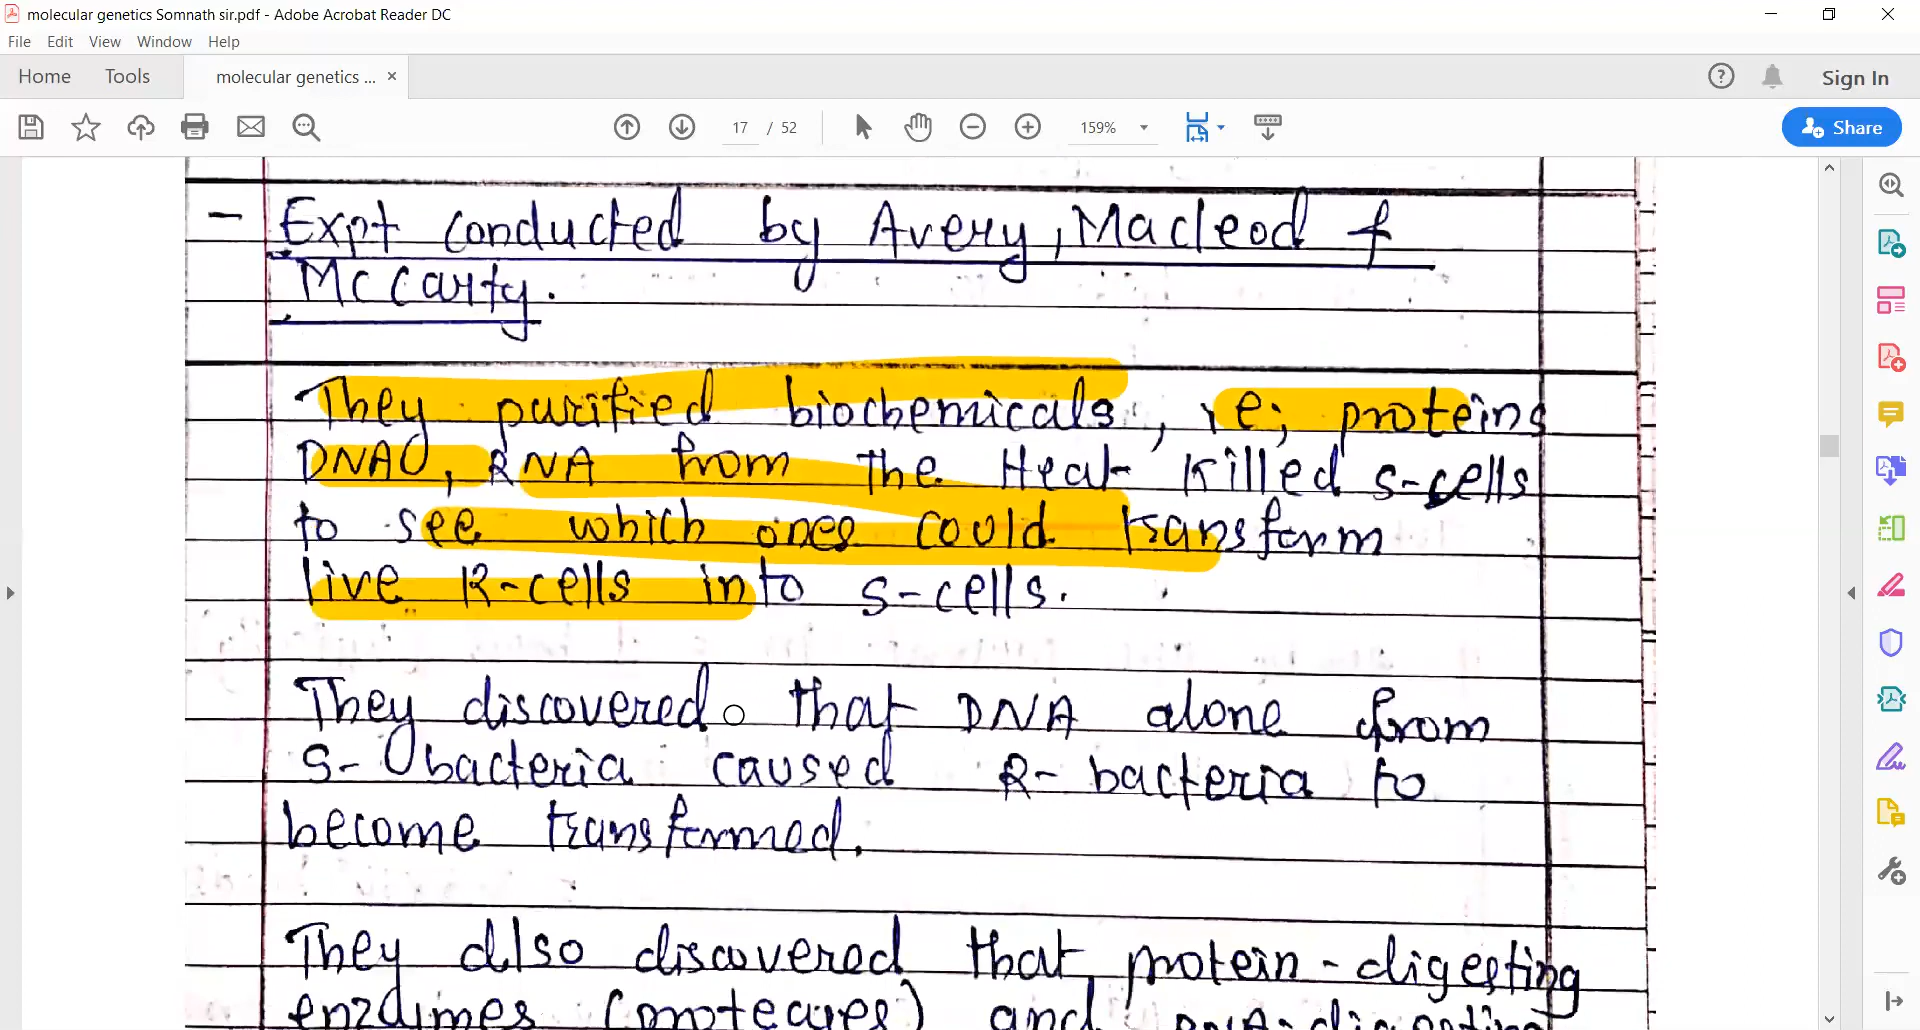 molecular genetics Somnath sir.pdf - Adobe Acrobat Reader DC
File Edit View Window Help
Home Tools molecular genetics ... × Sign In
17 / 52 159% Share
- Expt conducted by Avery, Macleod &
McCarty.
They purified biochemicals, ie; proteins
DNA, RNA from the Heat Killed s-cells
to see which ones could transform
live R-cells into s-cells.
They discovered that DNA alone from
S-bacteria caused R-bacteria to
become transformed.
They also discovered that protein-digesting
enzymes (proteases) and RNA-digesting